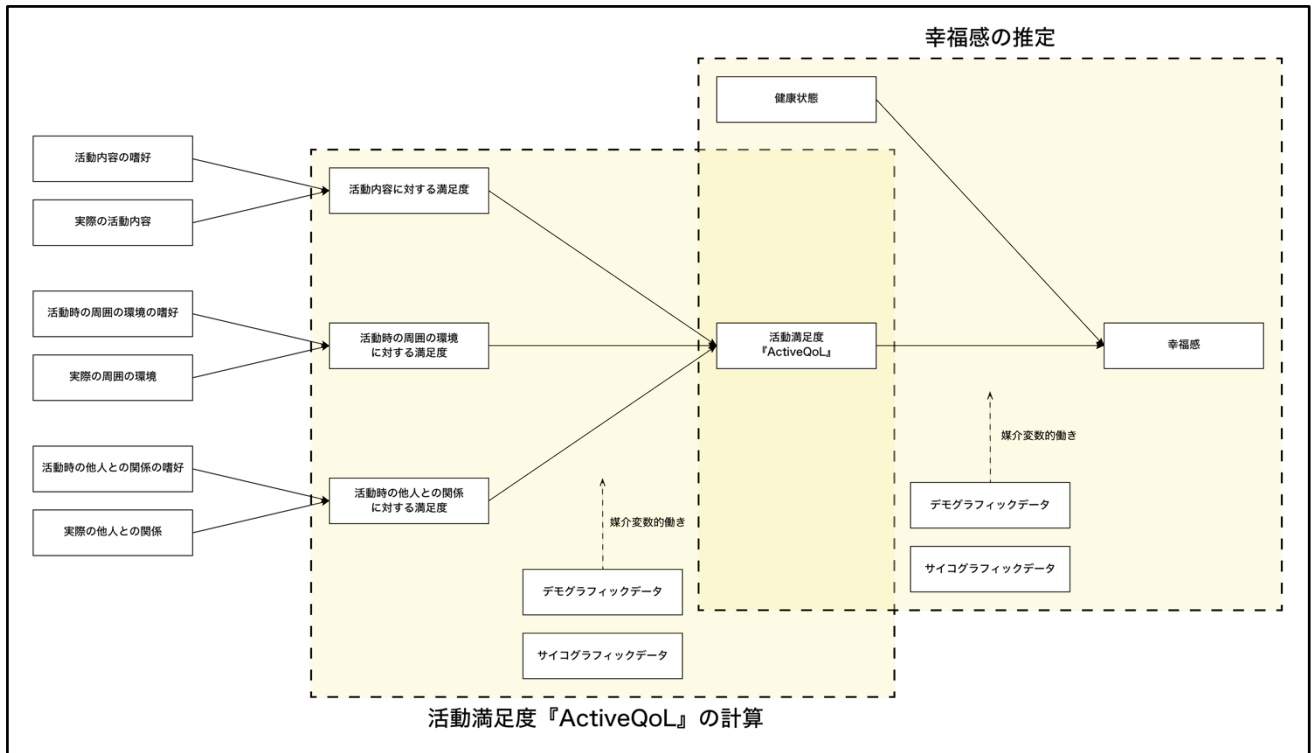 幸福感の推定
健康状態
活動内容の嗜好
実際の活動内容
活動内容に対する満足度
活動時の周囲の環境の嗜好
実際の周囲の環境
活動時の周囲の環境
に対する満足度
活動満足度
『ActiveQoL』
幸福感
活動時の他人との関係の嗜好
実際の他人との関係
活動時の他人との関係
に対する満足度
媒介変数的働き
デモグラフィックデータ
サイコグラフィックデータ
媒介変数的働き
デモグラフィックデータ
サイコグラフィックデータ
活動満足度『ActiveQoL』の計算